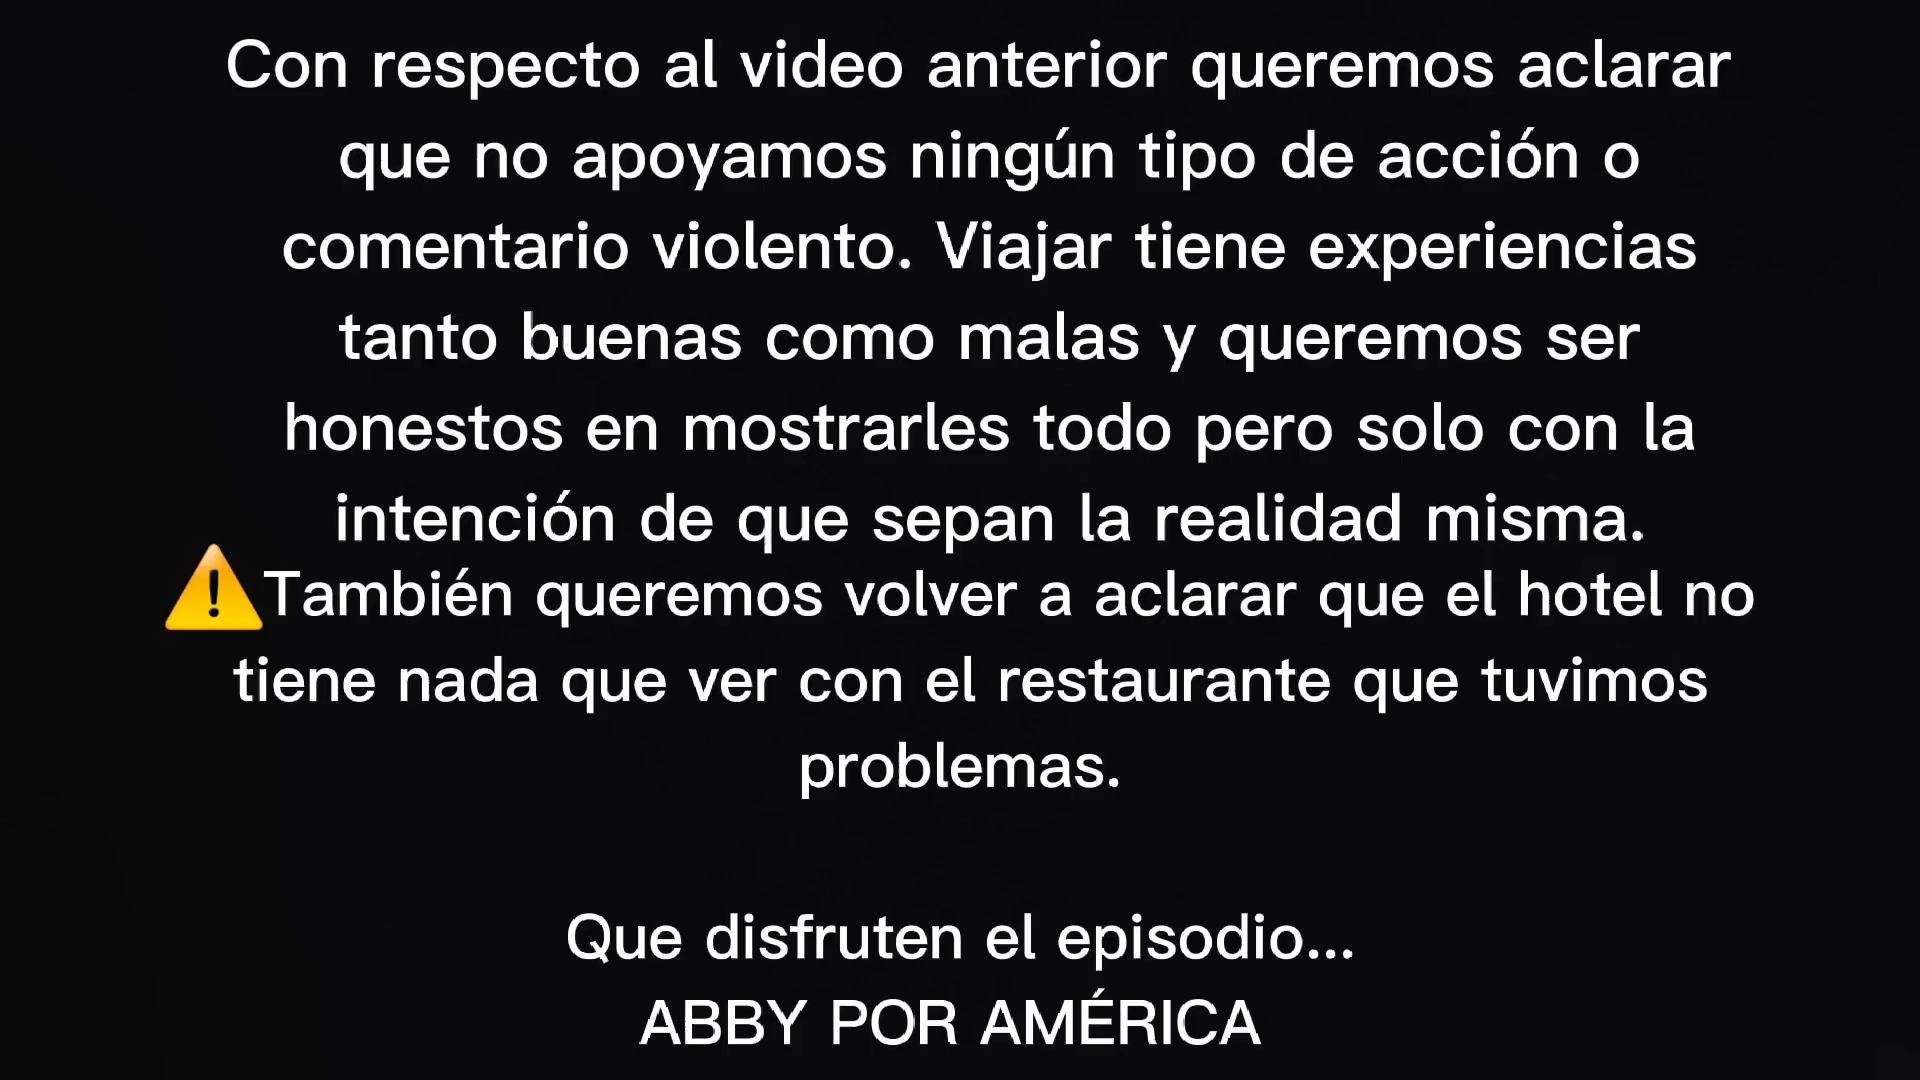 Con respecto al video anterior queremos aclarar
que no apoyamos ningún tipo de acción o
comentario violento. Viajar tiene experiencias
tanto buenas como malas y queremos ser
honestos en mostrarles todo pero solo con la
intención de que sepan la realidad misma.
⚠️También queremos volver a aclarar que el hotel no
tiene nada que ver con el restaurante que tuvimos
problemas.
Que disfruten el episodio...
ABBY POR AMÉRICA